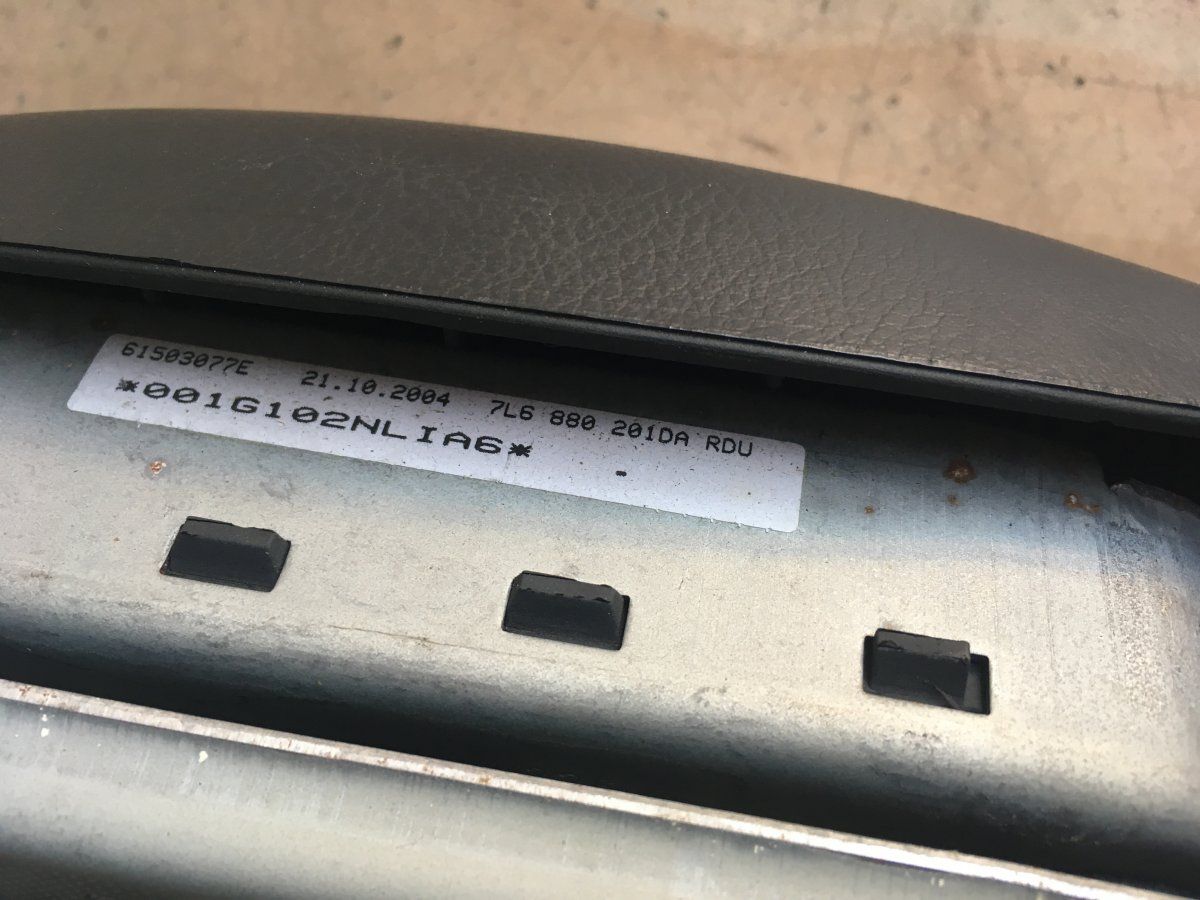 61503077E 21.10.2004 7L6 880 201DA RDU
*001G102NLIA6* -